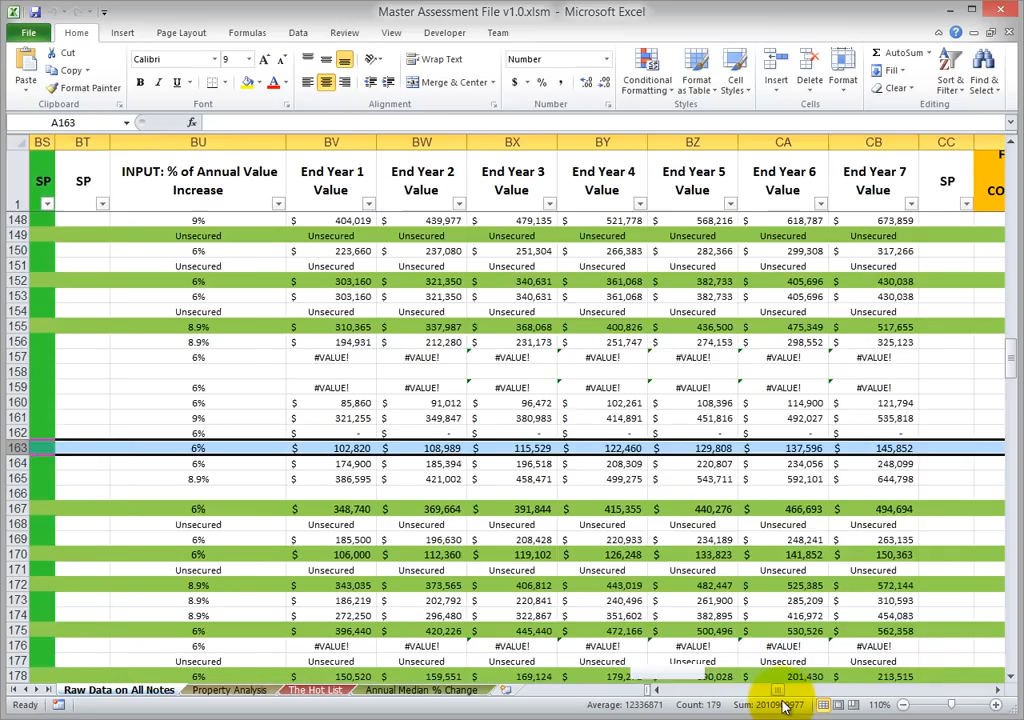 Master Assessment File v1.0.xlsm - Microsoft Excel
File Home Insert Page Layout Formulas Data Review View Developer Team
Cut Calibri 9 Wrap Text Number AutoSum
Copy Fill
Paste Format Painter B I U Merge & Center $ % , Conditional Formatting Format as Table Cell Styles Insert Delete Format Clear Sort & Filter Find & Select
Clipboard Font Alignment Number Styles Cells Editing
A163 fx
BS BT BU BV BW BX BY BZ CA CB CC
1 SP SP INPUT: % of Annual Value Increase End Year 1 Value End Year 2 Value End Year 3 Value End Year 4 Value End Year 5 Value End Year 6 Value End Year 7 Value SP
148 9% $ 404,019 $ 439,977 $ 479,135 $ 521,778 $ 568,216 $ 618,787 $ 673,859
149 Unsecured Unsecured Unsecured Unsecured Unsecured Unsecured Unsecured Unsecured
150 6% $ 223,660 $ 237,080 $ 251,304 $ 266,383 $ 282,366 $ 299,308 $ 317,266
151 Unsecured Unsecured Unsecured Unsecured Unsecured Unsecured Unsecured Unsecured
152 6% $ 303,160 $ 321,350 $ 340,631 $ 361,068 $ 382,733 $ 405,696 $ 430,038
153 6% $ 303,160 $ 321,350 $ 340,631 $ 361,068 $ 382,733 $ 405,696 $ 430,038
154 Unsecured Unsecured Unsecured Unsecured Unsecured Unsecured Unsecured Unsecured
155 8.9% $ 310,365 $ 337,987 $ 368,068 $ 400,826 $ 436,500 $ 475,349 $ 517,655
156 8.9% $ 194,931 $ 212,280 $ 231,173 $ 251,747 $ 274,153 $ 298,552 $ 325,123
157 6% #VALUE! #VALUE! #VALUE! #VALUE! #VALUE! #VALUE! #VALUE!
158
159 6% #VALUE! #VALUE! #VALUE! #VALUE! #VALUE! #VALUE! #VALUE!
160 6% $ 85,860 $ 91,012 $ 96,472 $ 102,261 $ 108,396 $ 114,900 $ 121,794
161 9% $ 321,255 $ 349,847 $ 380,983 $ 414,891 $ 451,816 $ 492,027 $ 535,818
162 6% $ - $ - $ - $ - $ - $ - $ -
163 6% $ 102,820 $ 108,989 $ 115,529 $ 122,460 $ 129,808 $ 137,596 $ 145,852
164 6% $ 174,900 $ 185,394 $ 196,518 $ 208,309 $ 220,807 $ 234,056 $ 248,099
165 8.9% $ 386,595 $ 421,002 $ 458,471 $ 499,275 $ 543,711 $ 592,101 $ 644,798
166
167 6% $ 348,740 $ 369,664 $ 391,844 $ 415,355 $ 440,276 $ 466,693 $ 494,694
168 Unsecured Unsecured Unsecured Unsecured Unsecured Unsecured Unsecured Unsecured
169 6% $ 185,500 $ 196,630 $ 208,428 $ 220,933 $ 234,189 $ 248,241 $ 263,135
170 6% $ 106,000 $ 112,360 $ 119,102 $ 126,248 $ 133,823 $ 141,852 $ 150,363
171 Unsecured Unsecured Unsecured Unsecured Unsecured Unsecured Unsecured Unsecured
172 8.9% $ 343,035 $ 373,565 $ 406,812 $ 443,019 $ 482,447 $ 525,385 $ 572,144
173 8.9% $ 186,219 $ 202,792 $ 220,841 $ 240,496 $ 261,900 $ 285,209 $ 310,593
174 8.9% $ 272,250 $ 296,480 $ 322,867 $ 351,602 $ 382,895 $ 416,972 $ 454,083
175 6% $ 396,440 $ 420,226 $ 445,440 $ 472,166 $ 500,496 $ 530,526 $ 562,358
176 6% #VALUE! #VALUE! #VALUE! #VALUE! #VALUE! #VALUE! #VALUE!
177 Unsecured Unsecured Unsecured Unsecured Unsecured Unsecured Unsecured Unsecured
178 6% $ 150,520 $ 159,551 $ 169,124 $ $ 201,430 $ 213,515
Raw Data on All Notes Property Analysis The Hot List Annual Median % Change
Ready Average: 12336871 Count: 179 110%